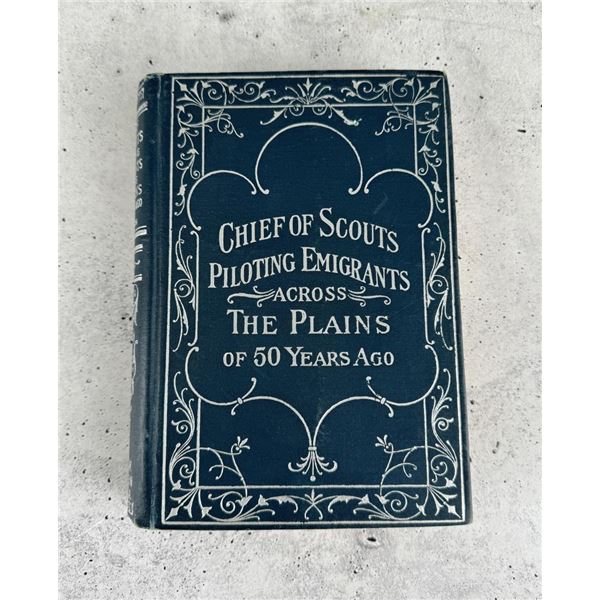 CHIEF OF SCOUTS
PILOTING EMIGRANTS
ACROSS
THE PLAINS
OF 50 YEARS AGO